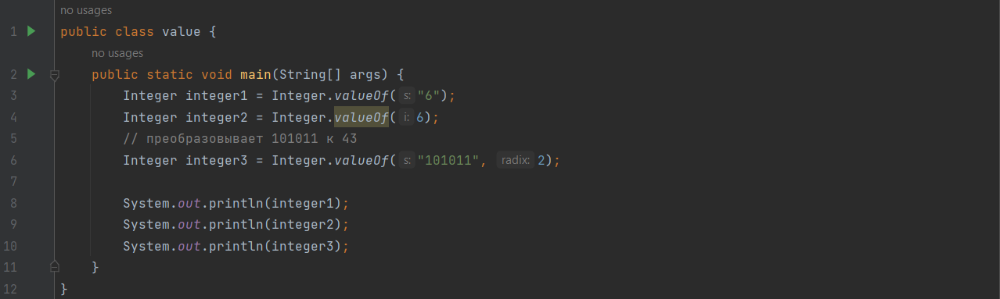 no usages
1 public class value {
no usages
2 public static void main(String[] args) {
3 Integer integer1 = Integer.valueOf( s: "6");
4 Integer integer2 = Integer.valueOf( i: 6);
5 // преобразовывает 101011 к 43
6 Integer integer3 = Integer.valueOf( s: "101011", radix: 2);
7
8 System.out.println(integer1);
9 System.out.println(integer2);
10 System.out.println(integer3);
11 }
12 }